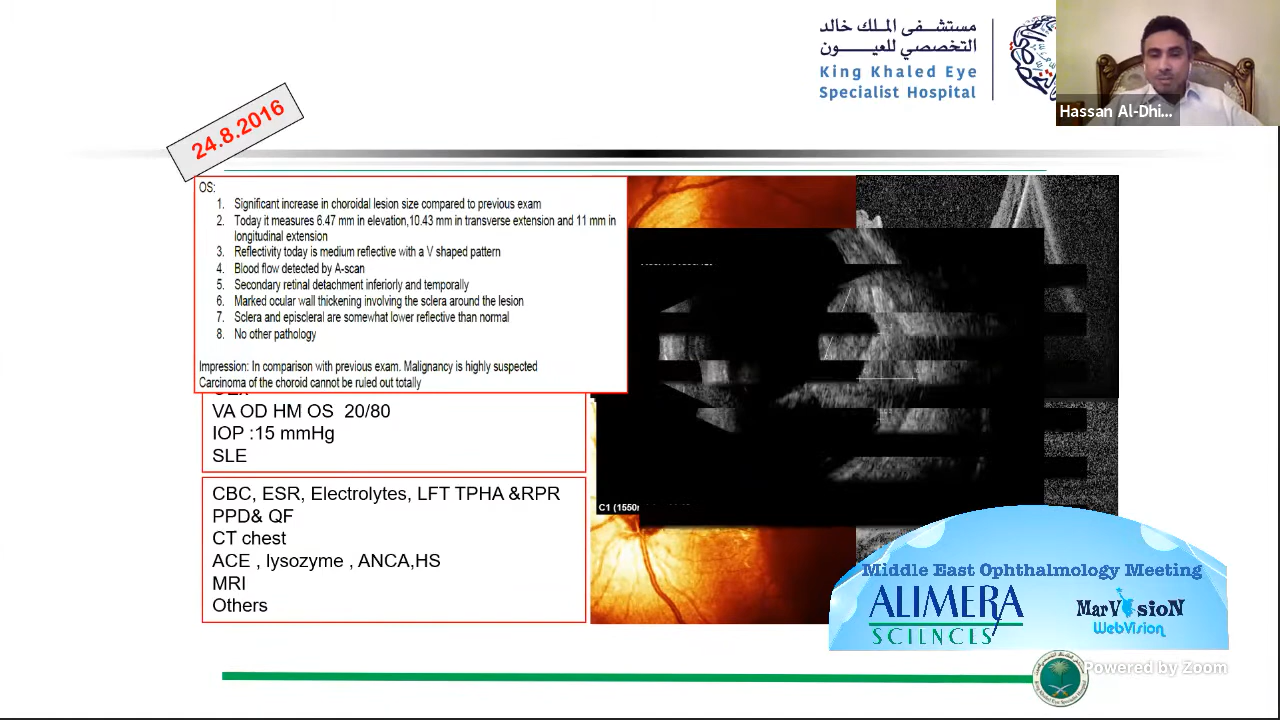 مستشفى الملك خالد
التخصصي للعيون
King Khaled Eye
Specialist Hospital
Hassan Al-Dhi...
24.8.2016
OS:
1. Significant increase in choroidal lesion size compared to previous exam
2. Today it measures 6.47 mm in elevation,10.43 mm in transverse extension and 11 mm in
longitudinal extension
3. Reflectivity today is medium reflective with a V shaped pattern
4. Blood flow detected by A-scan
5. Secondary retinal detachment inferiorly and temporally
6. Marked ocular wall thickening involving the sclera around the lesion
7. Sclera and episcleral are somewhat lower reflective than normal
8. No other pathology
Impression: In comparison with previous exam. Malignancy is highly suspected
Carcinoma of the choroid cannot be ruled out totally
VA OD HM OS 20/80
IOP :15 mmHg
SLE
CBC, ESR, Electrolytes, LFT TPHA &RPR
PPD& QF
CT chest
ACE , lysozyme , ANCA,HS
MRI
Others
C1 (1550
Middle East Ophthalmology Meeting
ALIMERA
SCIENCES
MarVision
WebVision
Powered by Zoom